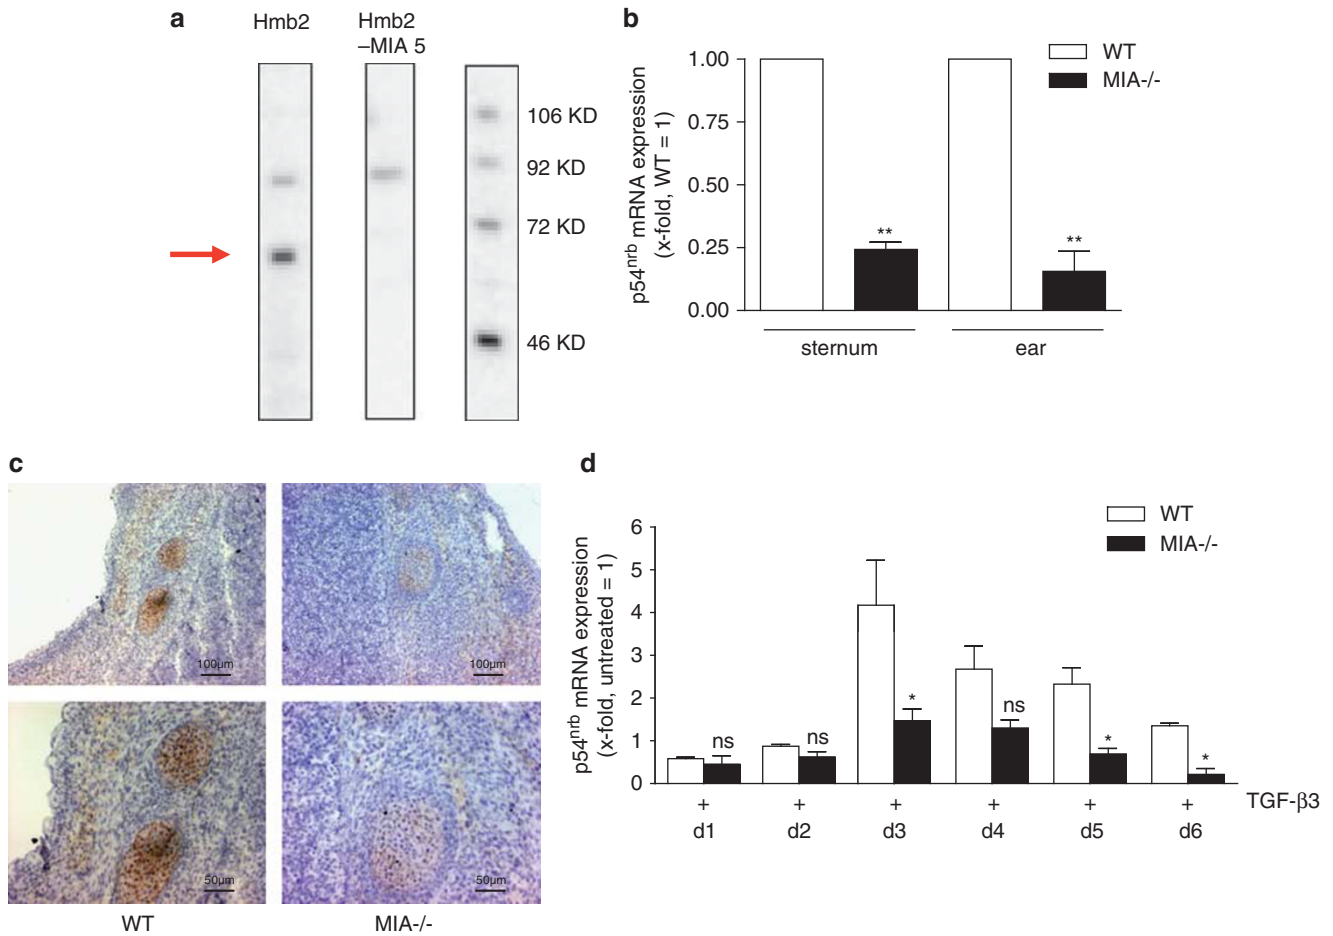 a
Hmb2
Hmb2
–MIA 5
106 KD
92 KD
72 KD
46 KD
b
p54nrb mRNA expression
(x-fold, WT = 1)
1.00
0.75
0.50
0.25
0.00
**
**
sternum
ear
WT
MIA-/-
c
100µm
100µm
50µm
50µm
WT
MIA-/-
d
p54nrb mRNA expression
(x-fold, untreated = 1)
6
5
4
3
2
1
0
ns
ns
*
ns
*
*
WT
MIA-/-
+ + + + + + TGF-β3
d1 d2 d3 d4 d5 d6